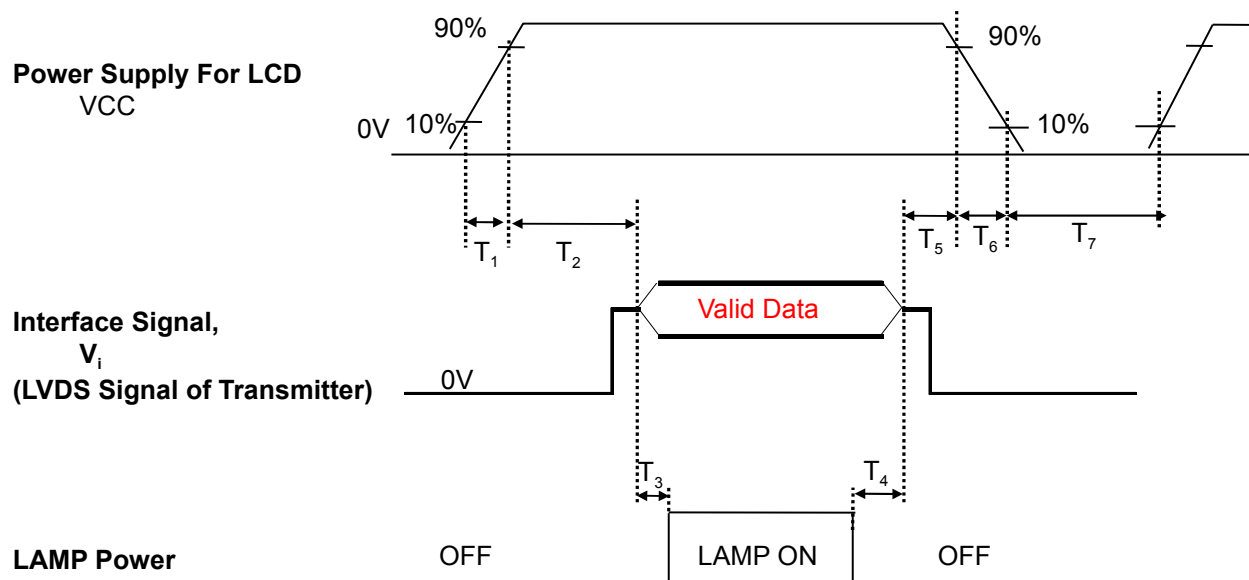 90%
90%
Power Supply For LCD
VCC
0V
10%
10%
T₁
T₂
T₅
T₆
T₇
Valid Data
Interface Signal,
Vᵢ
(LVDS Signal of Transmitter)
0V
T₃
T₄
LAMP Power
OFF
LAMP ON
OFF